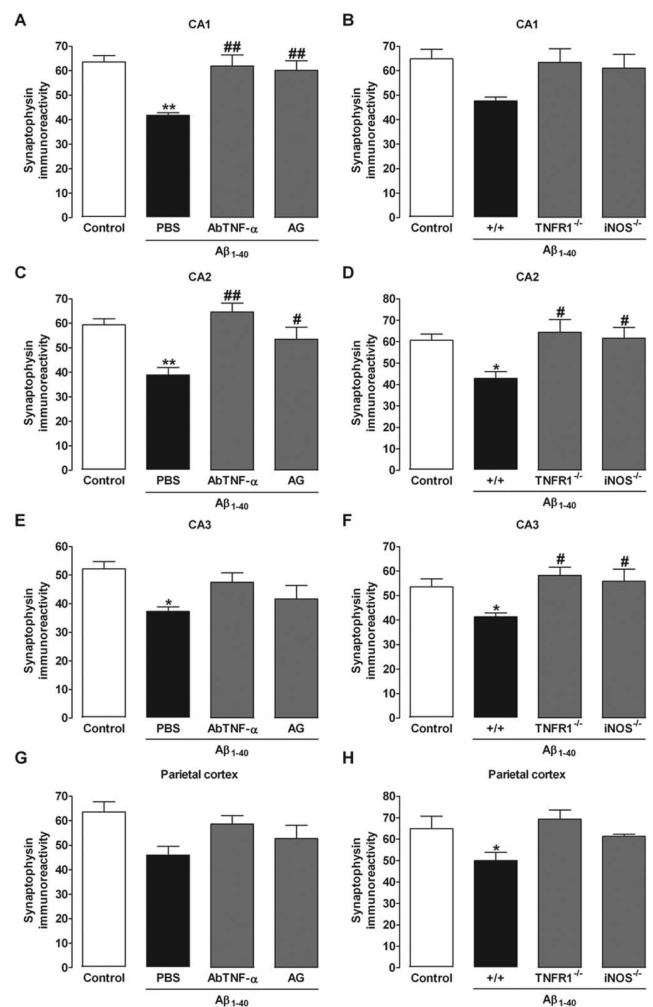 A
CA1
Synaptophysin
immunoreactivity
70
60
50
40
30
20
10
0
**
##
##
Control PBS AbTNF-α AG
Aβ1-40
B
CA1
Synaptophysin
immunoreactivity
70
60
50
40
30
20
10
0
Control +/+ TNFR1-/- iNOS-/-
Aβ1-40
C
CA2
Synaptophysin
immunoreactivity
70
60
50
40
30
20
10
0
**
##
#
Control PBS AbTNF-α AG
Aβ1-40
D
CA2
Synaptophysin
immunoreactivity
80
70
60
50
40
30
20
10
0
*
#
#
Control +/+ TNFR1-/- iNOS-/-
Aβ1-40
E
CA3
Synaptophysin
immunoreactivity
60
50
40
30
20
10
0
*
Control PBS AbTNF-α AG
Aβ1-40
F
CA3
Synaptophysin
immunoreactivity
70
60
50
40
30
20
10
0
*
#
#
Control +/+ TNFR1-/- iNOS-/-
Aβ1-40
G
Parietal cortex
Synaptophysin
immunoreactivity
70
60
50
40
30
20
10
0
Control PBS AbTNF-α AG
Aβ1-40
H
Parietal cortex
Synaptophysin
immunoreactivity
80
70
60
50
40
30
20
10
0
*
Control +/+ TNFR1-/- iNOS-/-
Aβ1-40